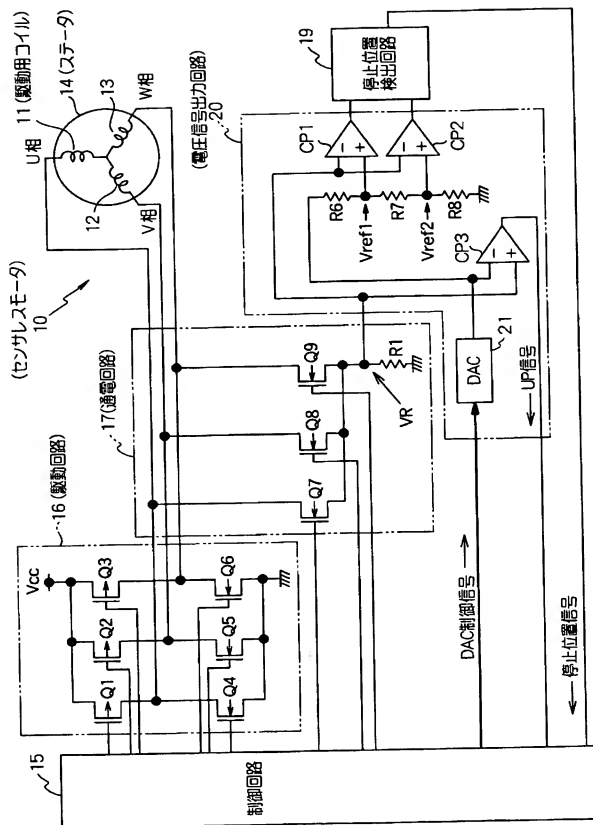 (センサレスモータ)
10
11(駆動用コイル)
U相
14(ステータ)
13
W相
12
V相
16(駆動回路)
Vcc
Q1
Q2
Q3
Q4
Q5
Q6
17(通電回路)
Q7
Q8
Q9
VR
R1
(電圧信号出力回路)
20
19
停止位置
検出回路
CP1
CP2
CP3
−
+
−
+
−
+
R6
R7
R8
Vref1
Vref2
DAC
21
UP信号
DAC制御信号
停止位置信号
15
制御回路